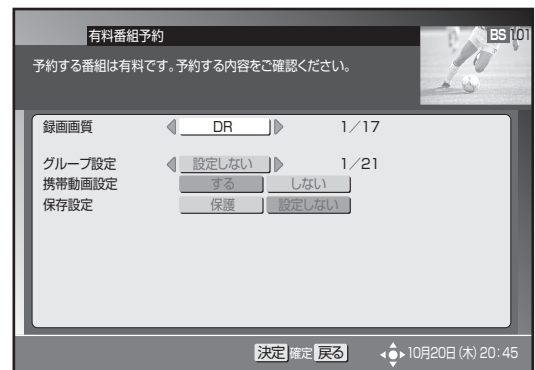 有料番組予約
BS 101
予約する番組は有料です。予約する内容をご確認ください。
録画画質 DR 1／17
グループ設定 設定しない 1／21
携帯動画設定 する しない
保存設定 保護 設定しない
決定 確定 戻る 10月20日(木) 20:45